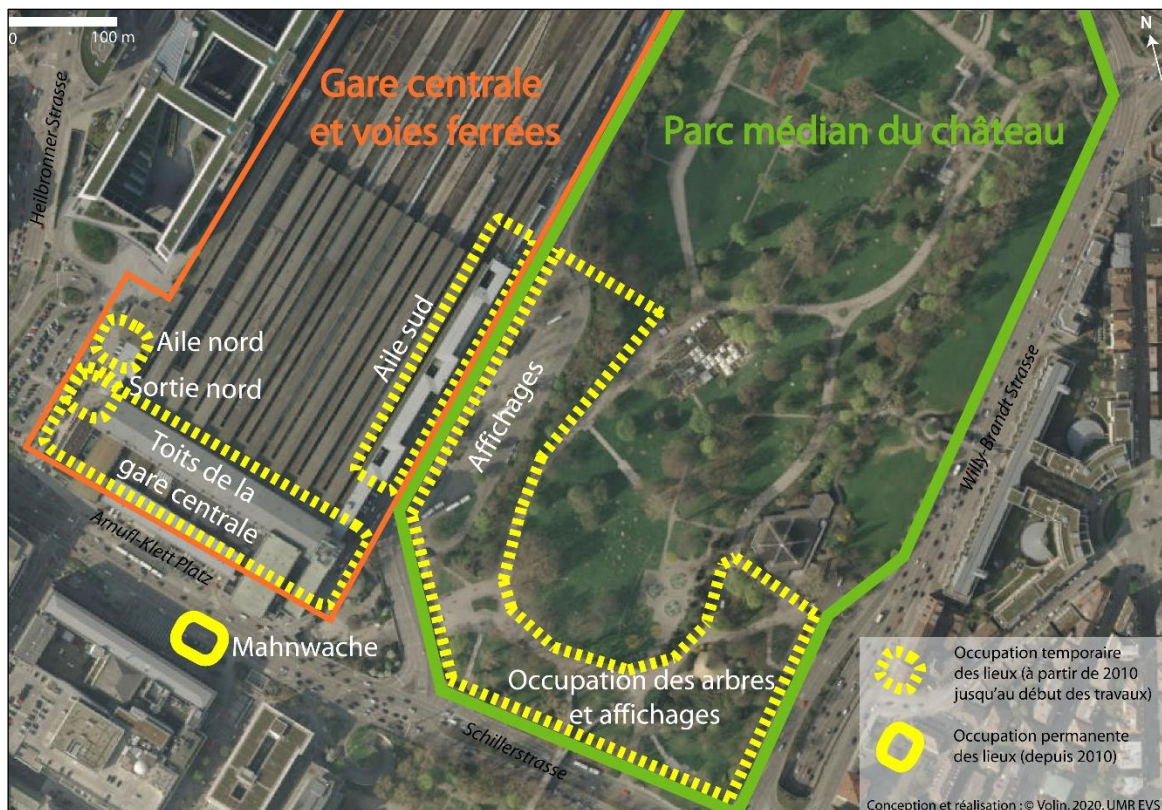 0
100 m
N
Heilbronner Strasse
Gare centrale
et voies ferrées
Parc médian du château
Aile nord
Sortie nord
Aile sud
Affichages
Toits de la
gare centrale
Arnufl-Klett Platz
Willy-Brandt Strasse
Mahnwache
Occupation des arbres
et affichages
Schillerstrasse
Occupation temporaire
des lieux (à partir de 2010
jusqu'au début des travaux)
Occupation permanente
des lieux (depuis 2010)
Conception et réalisation : © Volin, 2020, UMR EVS